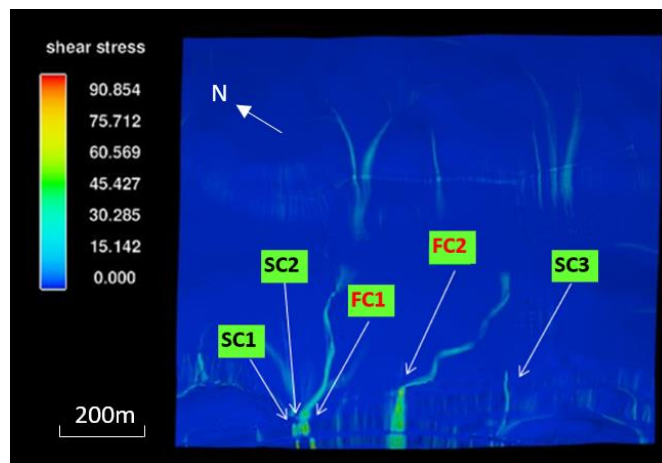 shear stress
90.854
75.712
60.569
45.427
30.285
15.142
0.000
N
FC2
SC2
SC3
FC1
SC1
200m